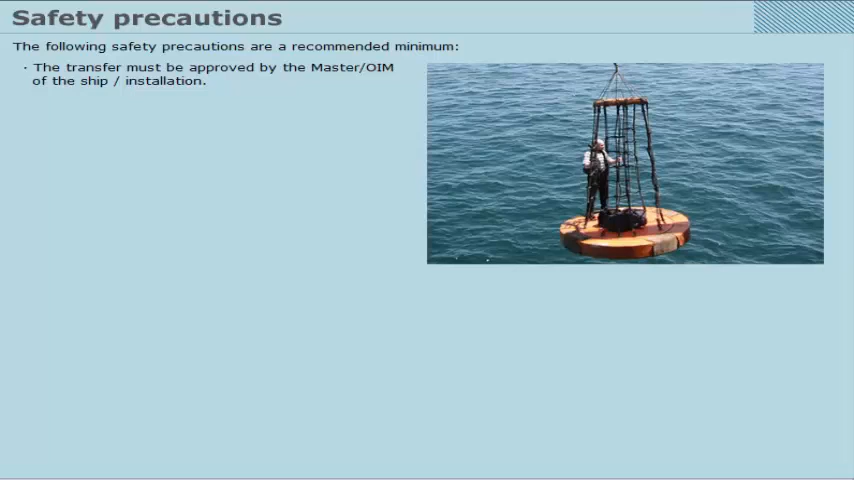 Safety precautions
The following safety precautions are a recommended minimum:
· The transfer must be approved by the Master/OIM
of the ship / installation.